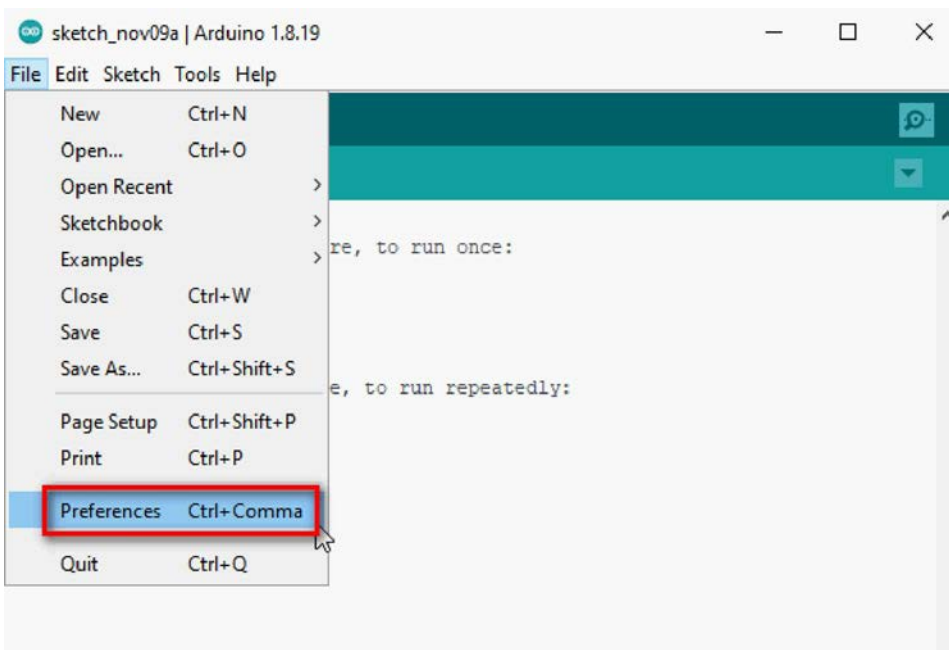 sketch_nov09a | Arduino 1.8.19
File Edit Sketch Tools Help
New Ctrl+N
Open... Ctrl+O
Open Recent
Sketchbook
re, to run once:
Examples
Close Ctrl+W
Save Ctrl+S
Save As... Ctrl+Shift+S
e, to run repeatedly:
Page Setup Ctrl+Shift+P
Print Ctrl+P
Preferences Ctrl+Comma
Quit Ctrl+Q